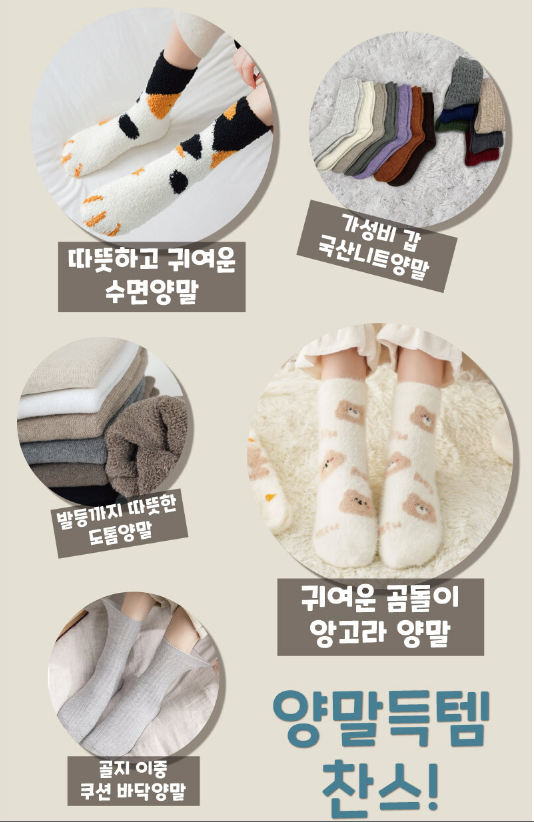 따뜻하고 귀여운
수면양말
가성비 갑
국산니트양말
발등까지 따뜻한
도톰양말
귀여운 곰돌이
앙고라 양말
골지 이중
쿠션 바닥양말
양말득템
찬스!